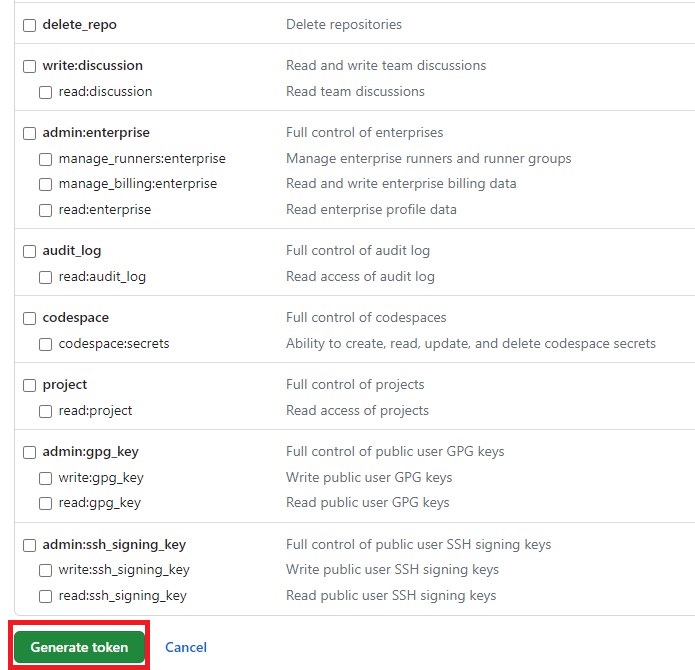 delete_repo Delete repositories
write:discussion Read and write team discussions
read:discussion Read team discussions
admin:enterprise Full control of enterprises
manage_runners:enterprise Manage enterprise runners and runner groups
manage_billing:enterprise Read and write enterprise billing data
read:enterprise Read enterprise profile data
audit_log Full control of audit log
read:audit_log Read access of audit log
codespace Full control of codespaces
codespace:secrets Ability to create, read, update, and delete codespace secrets
project Full control of projects
read:project Read access of projects
admin:gpg_key Full control of public user GPG keys
write:gpg_key Write public user GPG keys
read:gpg_key Read public user GPG keys
admin:ssh_signing_key Full control of public user SSH signing keys
write:ssh_signing_key Write public user SSH signing keys
read:ssh_signing_key Read public user SSH signing keys
Generate token Cancel